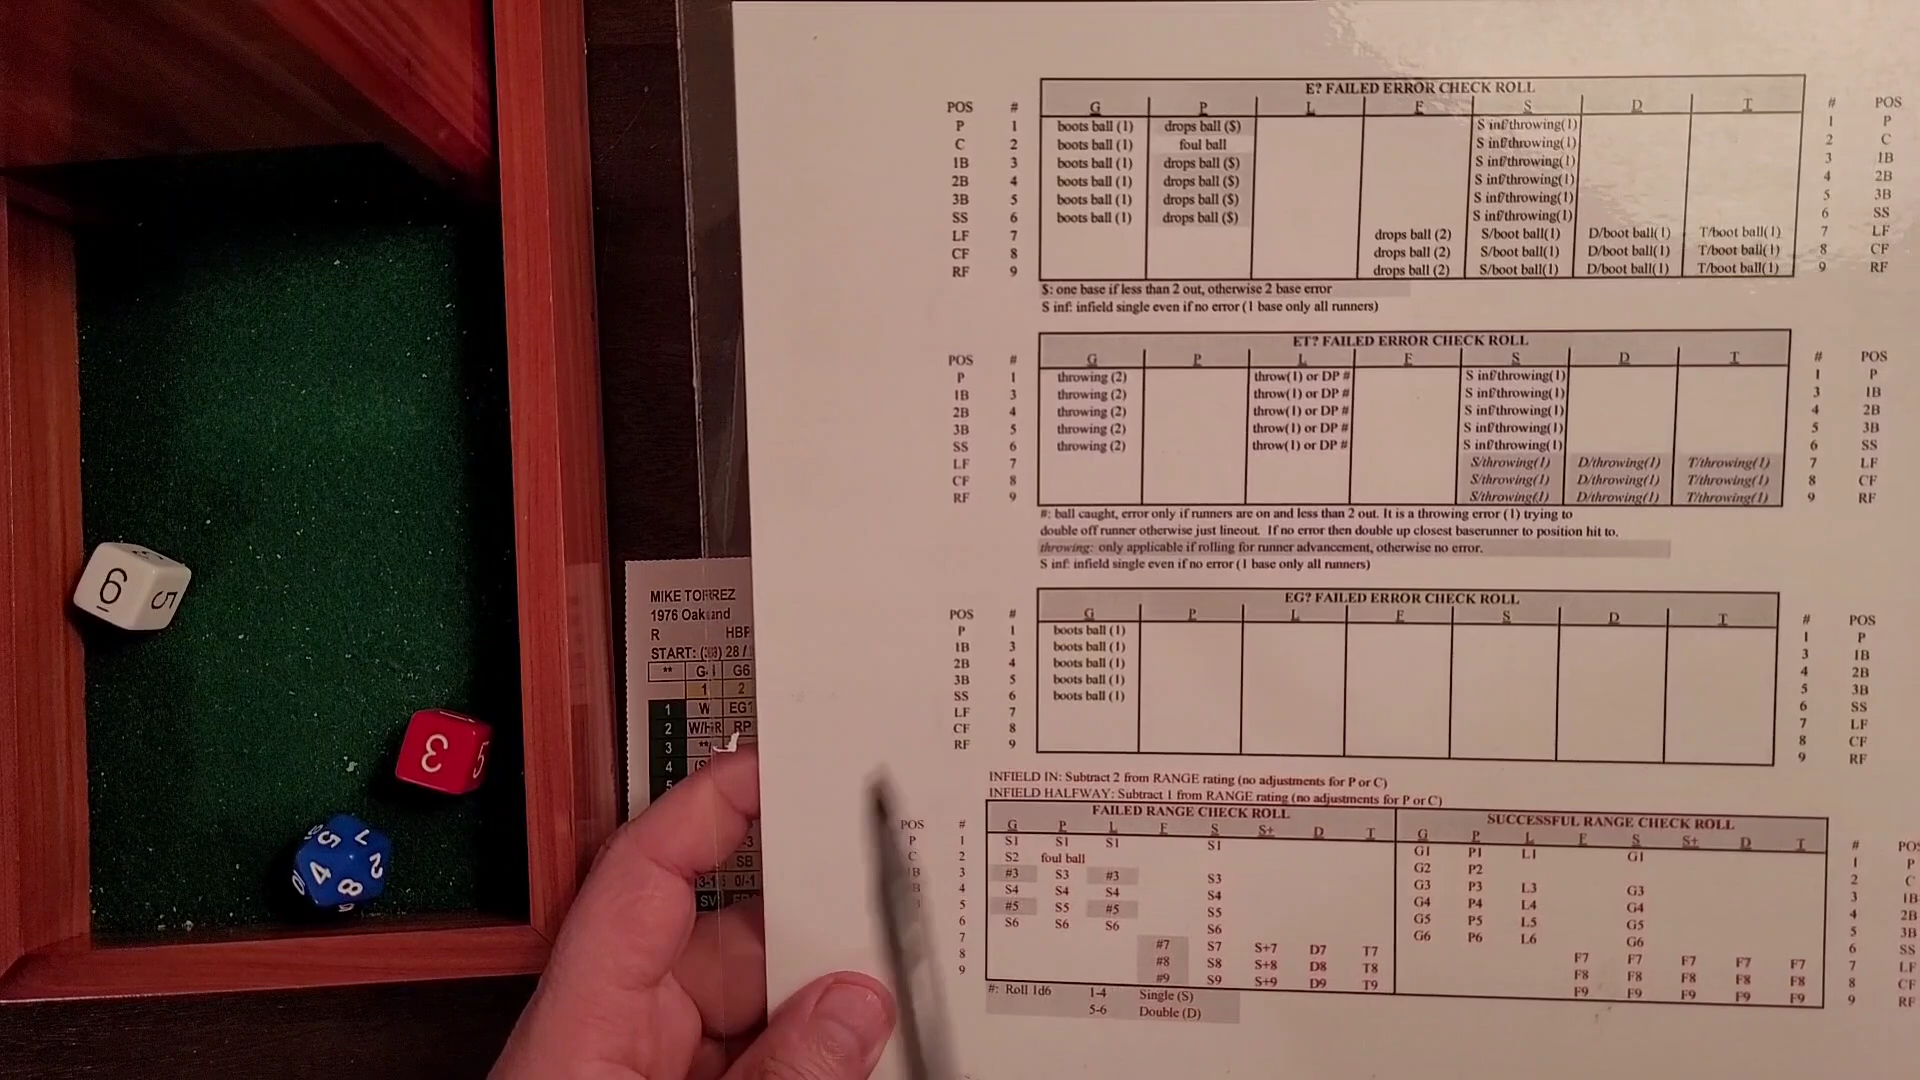 E? FAILED ERROR CHECK ROLL
POS # G P L F S D T # POS
P 1 boots ball (1) drops ball ($) S inf/throwing(1) 1 P
C 2 boots ball (1) foul ball S inf/throwing(1) 2 C
1B 3 boots ball (1) drops ball ($) S inf/throwing(1) 3 1B
2B 4 boots ball (1) drops ball ($) S inf/throwing(1) 4 2B
3B 5 boots ball (1) drops ball ($) S inf/throwing(1) 5 3B
SS 6 boots ball (1) drops ball ($) S inf/throwing(1) 6 SS
LF 7 drops ball (2) S/boot ball(1) D/boot ball(1) T/boot ball(1) 7 LF
CF 8 drops ball (2) S/boot ball(1) D/boot ball(1) T/boot ball(1) 8 CF
RF 9 drops ball (2) S/boot ball(1) D/boot ball(1) T/boot ball(1) 9 RF
$: one base if less than 2 out, otherwise 2 base error
S inf: infield single even if no error (1 base only all runners)
ET? FAILED ERROR CHECK ROLL
POS # G P L F S D T # POS
P 1 throwing (2) throw(1) or DP # S inf/throwing(1) 1 P
1B 3 throwing (2) throw(1) or DP # S inf/throwing(1) 3 1B
2B 4 throwing (2) throw(1) or DP # S inf/throwing(1) 4 2B
3B 5 throwing (2) throw(1) or DP # S inf/throwing(1) 5 3B
SS 6 throwing (2) throw(1) or DP # S inf/throwing(1) 6 SS
LF 7 S/throwing(1) D/throwing(1) T/throwing(1) 7 LF
CF 8 S/throwing(1) D/throwing(1) T/throwing(1) 8 CF
RF 9 S/throwing(1) D/throwing(1) T/throwing(1) 9 RF
#: ball caught, error only if runners are on and less than 2 out. It is a throwing error (1) trying to
double off runner otherwise just lineout. If no error then double up closest baserunner to position hit to.
throwing: only applicable if rolling for runner advancement, otherwise no error.
S inf: infield single even if no error (1 base only all runners)
EG? FAILED ERROR CHECK ROLL
POS # G P L F S D T # POS
P 1 boots ball (1) 1 P
1B 3 boots ball (1) 3 1B
2B 4 boots ball (1) 4 2B
3B 5 boots ball (1) 5 3B
SS 6 boots ball (1) 6 SS
LF 7 7 LF
CF 8 8 CF
RF 9 9 RF
INFIELD IN: Subtract 2 from RANGE rating (no adjustments for P or C)
INFIELD HALFWAY: Subtract 1 from RANGE rating (no adjustments for P or C)
FAILED RANGE CHECK ROLL SUCCESSFUL RANGE CHECK ROLL
POS # G P L F S S+ D T G P L F S S+ D T #
P 1 S1 S1 S1 S1 G1 P1 L1 G1 1 P
C 2 S2 foul ball G2 P2 2 C
B 3 #3 S3 #3 S3 G3 P3 L3 G3 3 1B
B 4 S4 S4 S4 S4 G4 P4 L4 G4 4 2B
5 #5 S5 #5 S5 G5 P5 L5 G5 5 3B
6 S6 S6 S6 S6 G6 P6 L6 G6 6 SS
7 #7 S7 S+7 D7 T7 F7 F7 F7 F7 F7 7 LF
8 #8 S8 S+8 D8 T8 F8 F8 F8 F8 F8 8 CF
9 #9 S9 S+9 D9 T9 F9 F9 F9 F9 F9 9 RF
#: Roll 1d6 1-4 Single (S)
5-6 Double (D)
MIKE TORREZ
1976 Oakland
R
START: 28 /
** G6
1 2
1 W EG1
2 RP
3
4
SB
SV
6 5
3 5
5 7 4 2 8